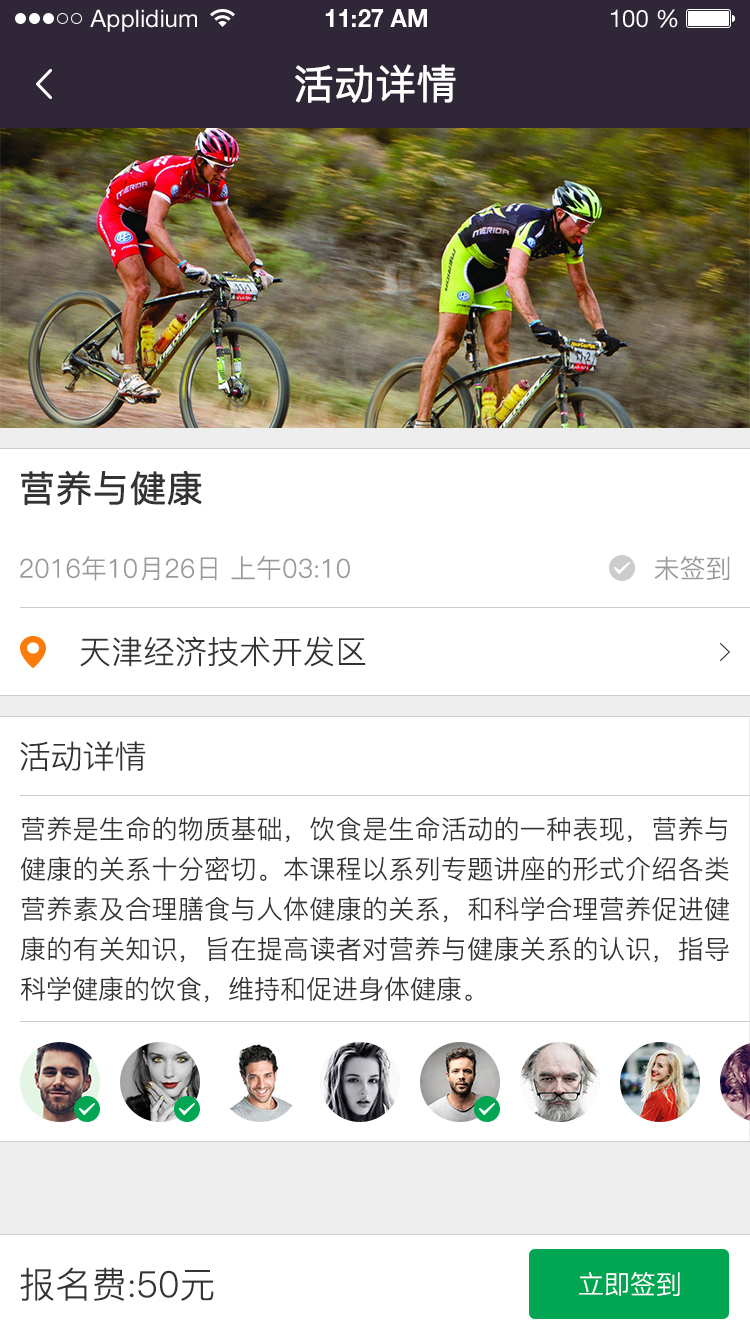 Applidium 11:27 AM 100 %
活动详情
MERIDA
MERIDA
营养与健康
2016年10月26日 上午03:10 未签到
天津经济技术开发区
活动详情
营养是生命的物质基础，饮食是生命活动的一种表现，营养与
健康的关系十分密切。本课程以系列专题讲座的形式介绍各类
营养素及合理膳食与人体健康的关系，和科学合理营养促进健
康的有关知识，旨在提高读者对营养与健康关系的认识，指导
科学健康的饮食，维持和促进身体健康。
报名费:50元 立即签到